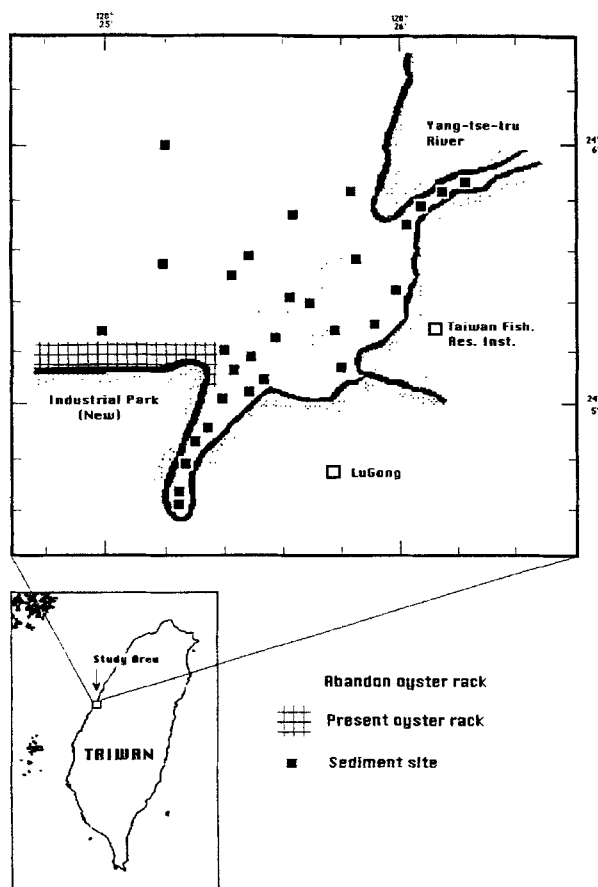 120°
25'
120°
26'
Yang-tse-tru
River
24°
6'
Taiwan Fish.
Res. Inst.
Industrial Park
(New)
24°
5'
LuGang
Study Area
TAIWAN
Abandon oyster rack
Present oyster rack
Sediment site